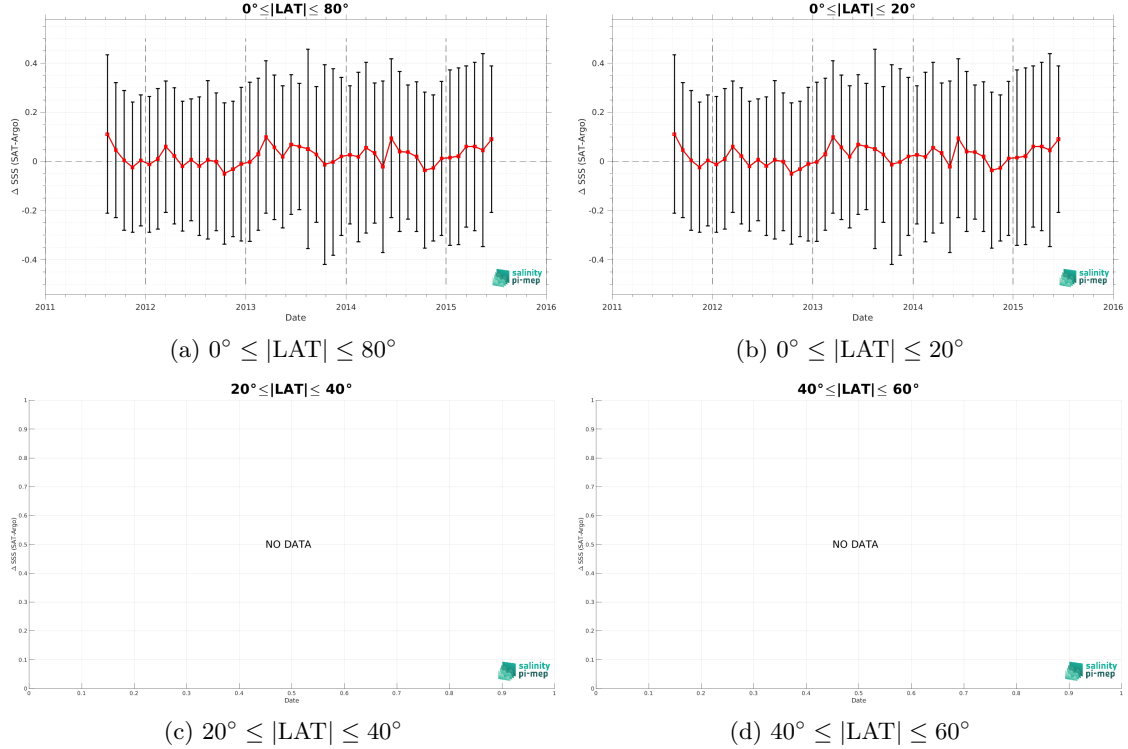 0°≤|LAT|≤ 80°
0.4
0.2
0
-0.2
-0.4
Δ SSS (SAT-Argo)
2011 2012 2013 2014 2015 2016
Date
salinity
pi-mep
(a) 0° ≤ |LAT| ≤ 80°
0°≤|LAT|≤ 20°
0.4
0.2
0
-0.2
-0.4
Δ SSS (SAT-Argo)
2011 2012 2013 2014 2015 2016
Date
salinity
pi-mep
(b) 0° ≤ |LAT| ≤ 20°
20°≤|LAT|≤ 40°
1
0.9
0.8
0.7
0.6
0.5
0.4
0.3
0.2
0.1
0
Δ SSS (SAT-Argo)
NO DATA
0 0.1 0.2 0.3 0.4 0.5 0.6 0.7 0.8 0.9 1
Date
salinity
pi-mep
(c) 20° ≤ |LAT| ≤ 40°
40°≤|LAT|≤ 60°
1
0.9
0.8
0.7
0.6
0.5
0.4
0.3
0.2
0.1
0
Δ SSS (SAT-Argo)
NO DATA
0 0.1 0.2 0.3 0.4 0.5 0.6 0.7 0.8 0.9 1
Date
salinity
pi-mep
(d) 40° ≤ |LAT| ≤ 60°